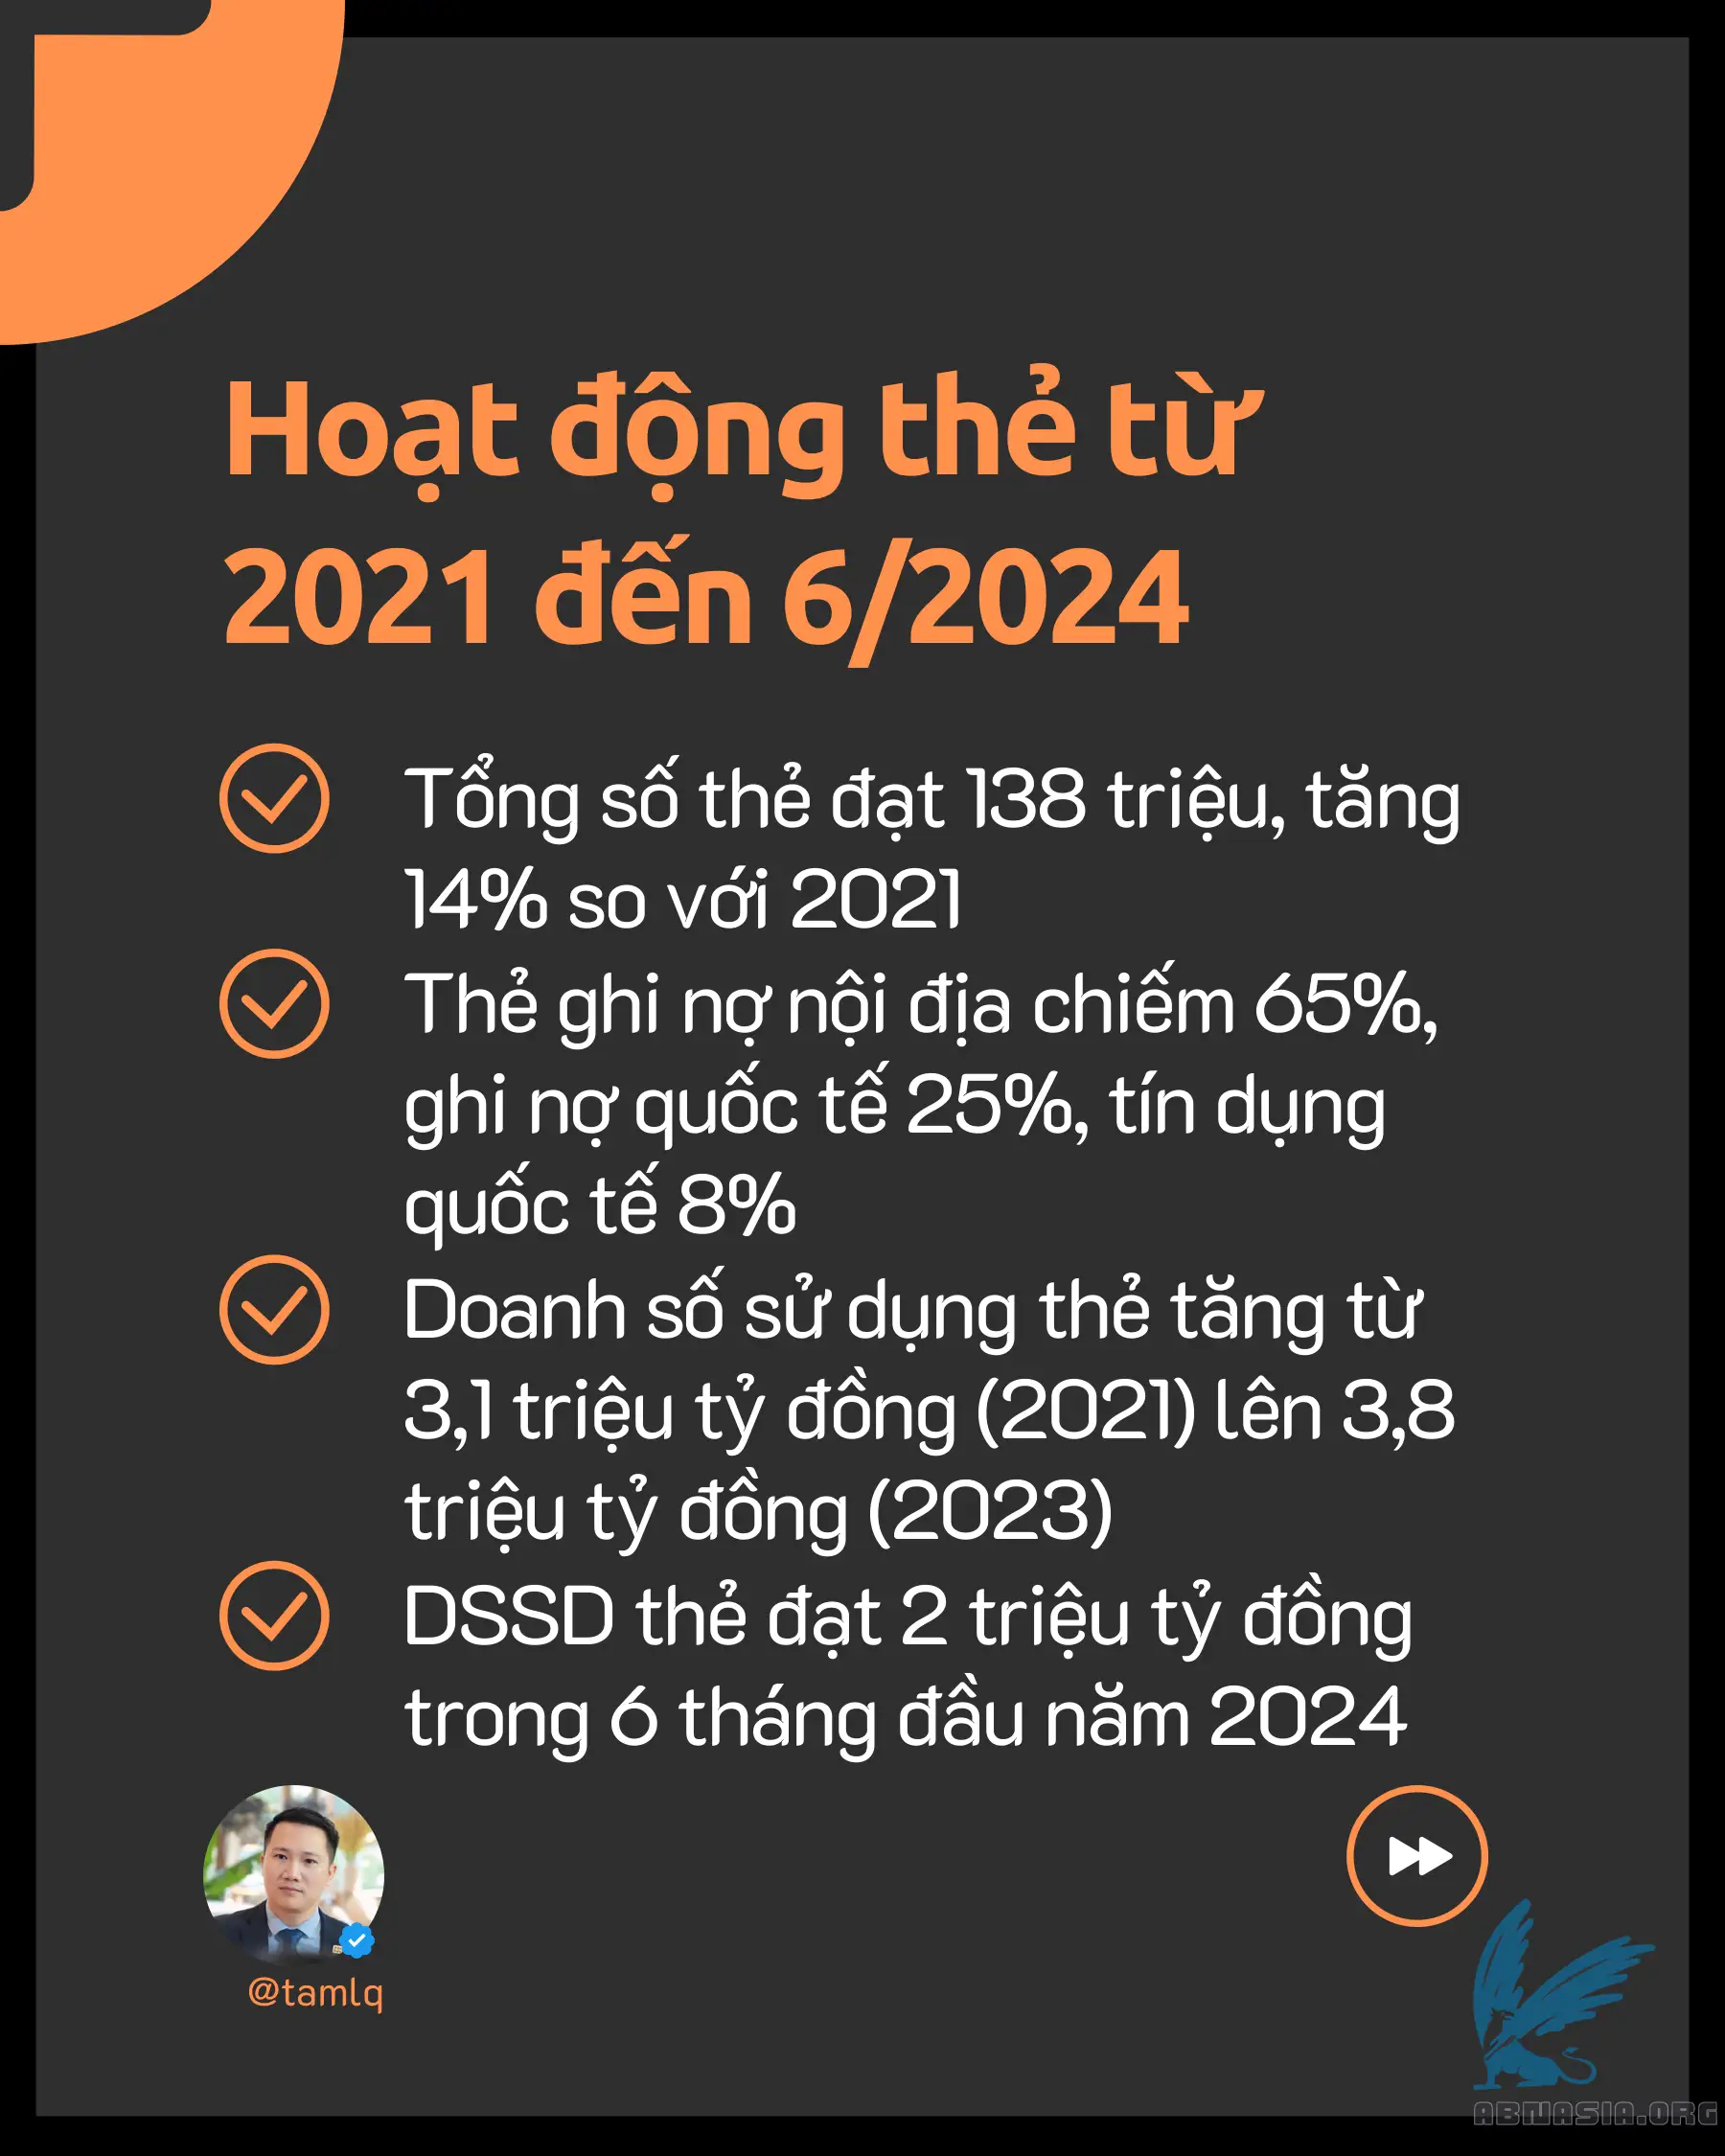 Hoạt động thẻ từ
2021 đến 6/2024
Tổng số thẻ đạt 138 triệu, tăng
14% so với 2021
Thẻ ghi nợ nội địa chiếm 65%,
ghi nợ quốc tế 25%, tín dụng
quốc tế 8%
Doanh số sử dụng thẻ tăng từ
3,1 triệu tỷ đồng (2021) lên 3,8
triệu tỷ đồng (2023)
DSSD thẻ đạt 2 triệu tỷ đồng
trong 6 tháng đầu năm 2024
@tamlq
ABNASIA.ORG